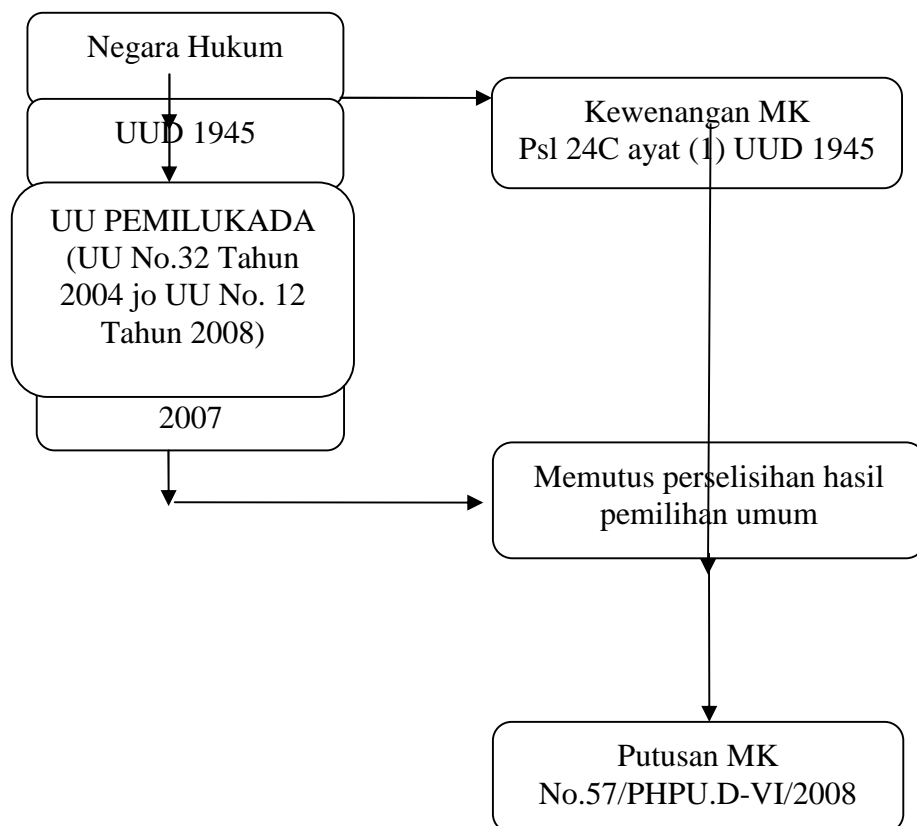 Negara Hukum
UUD 1945
UU PEMILUKADA
(UU No.32 Tahun
2004 jo UU No. 12
Tahun 2008)
2007
Kewenangan MK
Psl 24C ayat (1) UUD 1945
Memutus perselisihan hasil
pemilihan umum
Putusan MK
No.57/PHPU.D-VI/2008